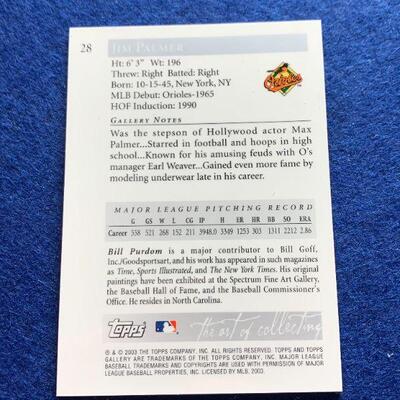 28 JIM PALMER
Ht: 6' 3" Wt: 196
Threw: Right Batted: Right
Born: 10-15-45, New York, NY
MLB Debut: Orioles-1965
HOF Induction: 1990
Orioles
GALLERY NOTES
Was the stepson of Hollywood actor Max
Palmer...Starred in football and hoops in high
school...Known for his amusing feuds with O's
manager Earl Weaver...Gained even more fame by
modeling underwear late in his career.
MAJOR LEAGUE PITCHING RECORD
G GS W L CG IP H ER HR BB SO ERA
Career 558 521 268 152 211 3948.0 3349 1253 303 1311 2212 2.86
Bill Purdom is a major contributor to Bill Goff,
Inc./Goodsportsart, and his work has appeared in such magazines
as Time, Sports Illustrated, and The New York Times. His original
paintings have been exhibited at the Spectrum Fine Art Gallery,
the Baseball Hall of Fame, and the Baseball Commissioner's
Office. He resides in North Carolina.
topps The art of collecting
® & © 2003 THE TOPPS COMPANY, INC. ALL RIGHTS RESERVED. TOPPS AND TOPPS
GALLERY ARE TRADEMARKS OF THE TOPPS COMPANY, INC. MAJOR LEAGUE
BASEBALL TRADEMARKS AND COPYRIGHTS ARE USED WITH PERMISSION OF MAJOR
LEAGUE BASEBALL PROPERTIES, INC. LICENSED BY MLB, 2003.